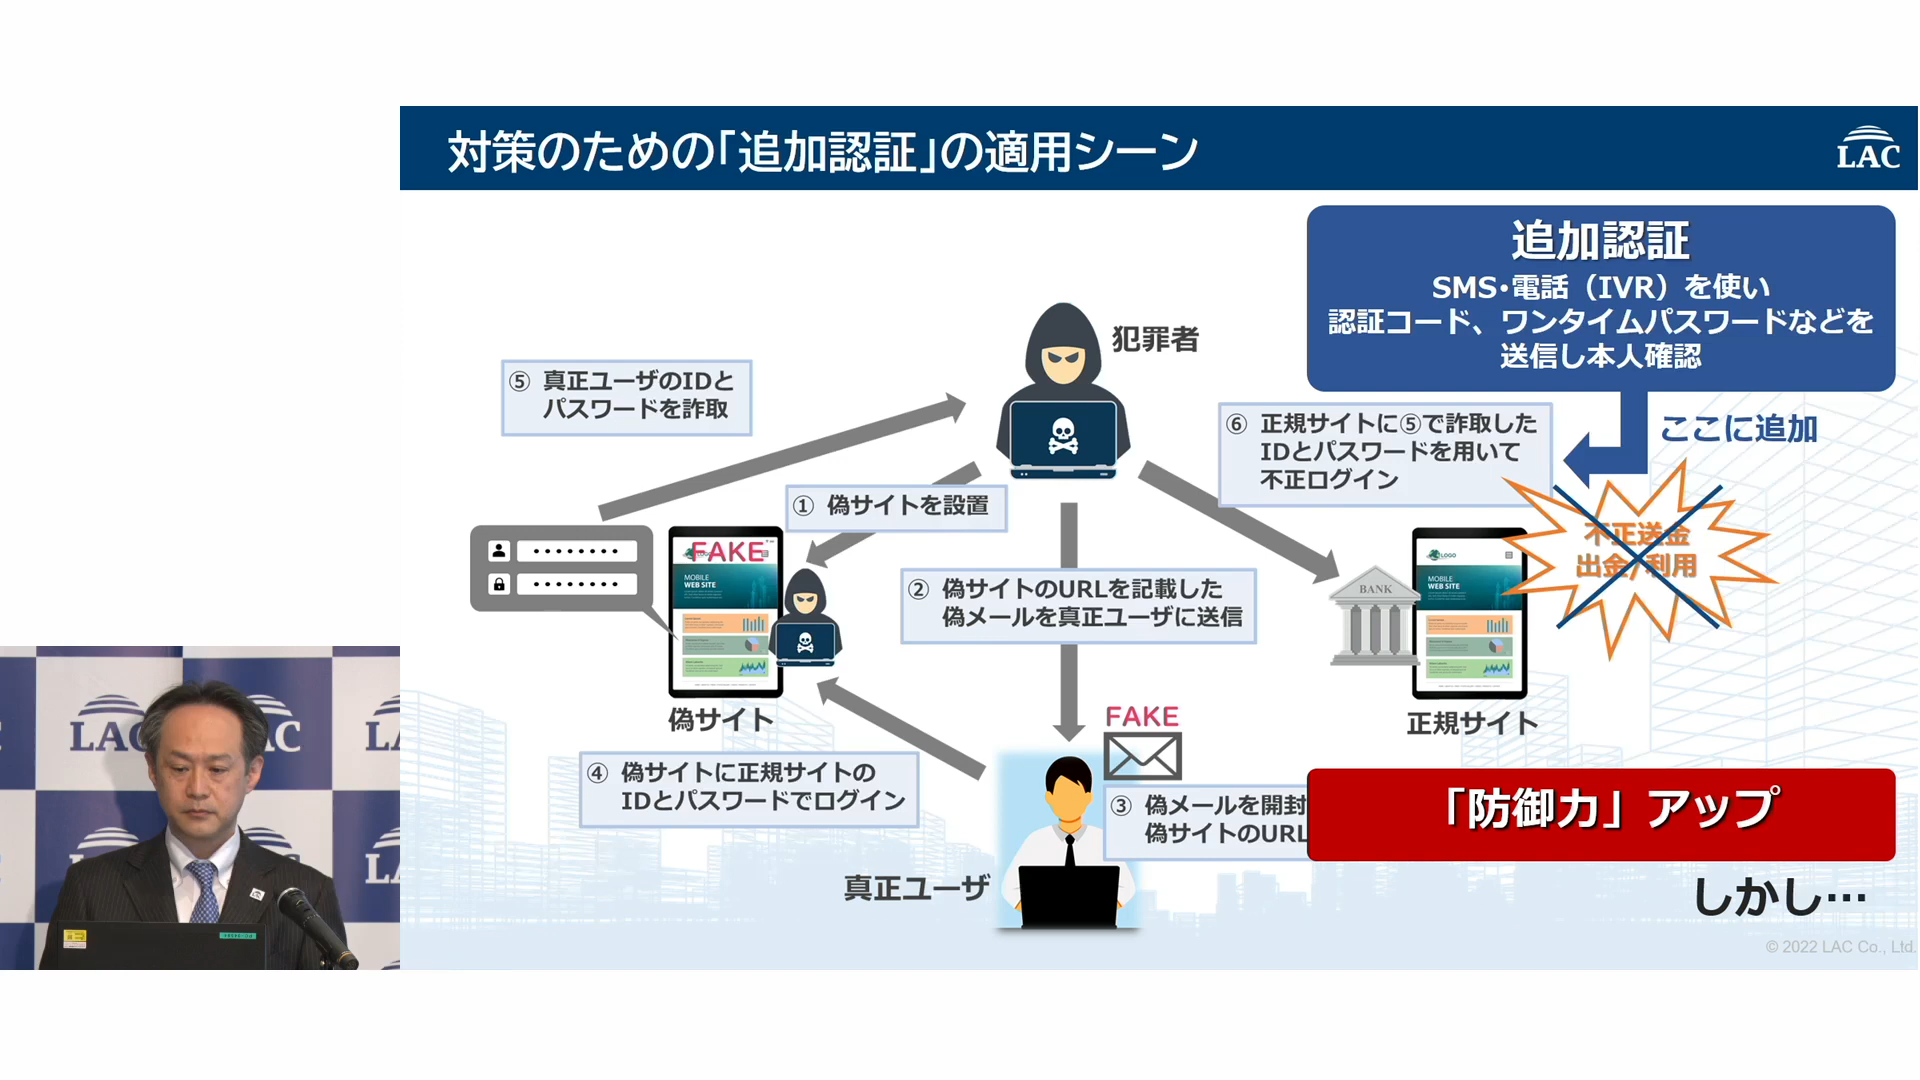 対策のための「追加認証」の適用シーン
LAC
追加認証
SMS・電話（IVR）を使い
認証コード、ワンタイムパスワードなどを
送信し本人確認
ここに追加
犯罪者
⑤ 真正ユーザのIDと
パスワードを詐取
⑥ 正規サイトに⑤で詐取した
IDとパスワードを用いて
不正ログイン
① 偽サイトを設置
不正送金
出金/利用
FAKE
LOGO
MOBILE
WEB SITE
② 偽サイトのURLを記載した
偽メールを真正ユーザに送信
BANK
LOGO
MOBILE
WEB SITE
偽サイト
正規サイト
FAKE
④ 偽サイトに正規サイトの
IDとパスワードでログイン
③ 偽メールを開封
偽サイトのURL
真正ユーザ
「防御力」アップ
しかし…
© 2022 LAC Co., Ltd.
LAC